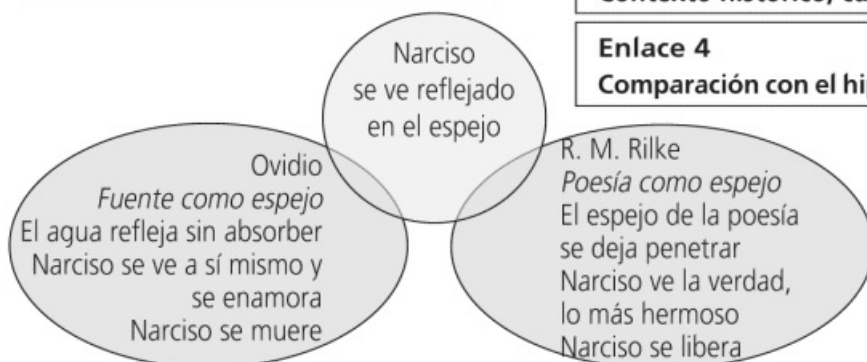 Enlace 4
Comparación con el
Narciso
se ve reflejado
en el espejo
Ovidio
Fuente como espejo
El agua refleja sin absorber
Narciso se ve a sí mismo y
se enamora
Narciso se muere
R. M. Rilke
Poesía como espejo
El espejo de la poesía
se deja penetrar
Narciso ve la verdad,
lo más hermoso
Narciso se libera